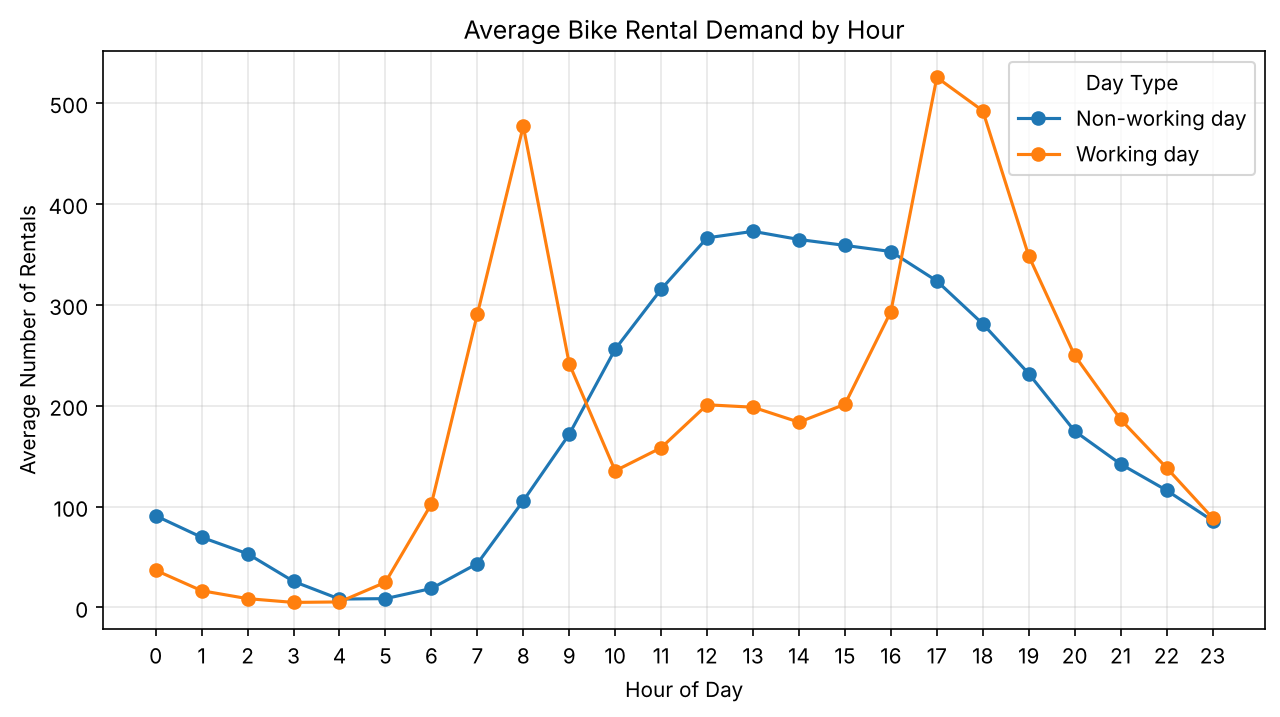 Average Bike Rental Demand by Hour
Day Type
Non-working day
Working day
Average Number of Rentals
500
400
300
200
100
0
0 1 2 3 4 5 6 7 8 9 10 11 12 13 14 15 16 17 18 19 20 21 22 23
Hour of Day